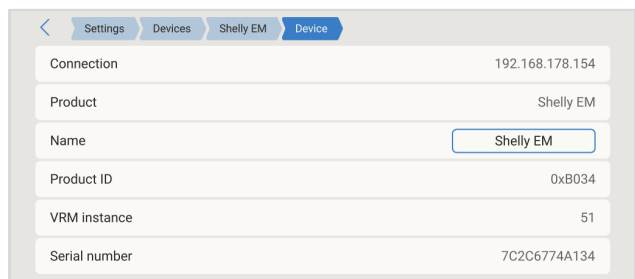 Settings Devices Shelly EM Device
Connection 192.168.178.154
Product Shelly EM
Name Shelly EM
Product ID 0xB034
VRM instance 51
Serial number 7C2C6774A134